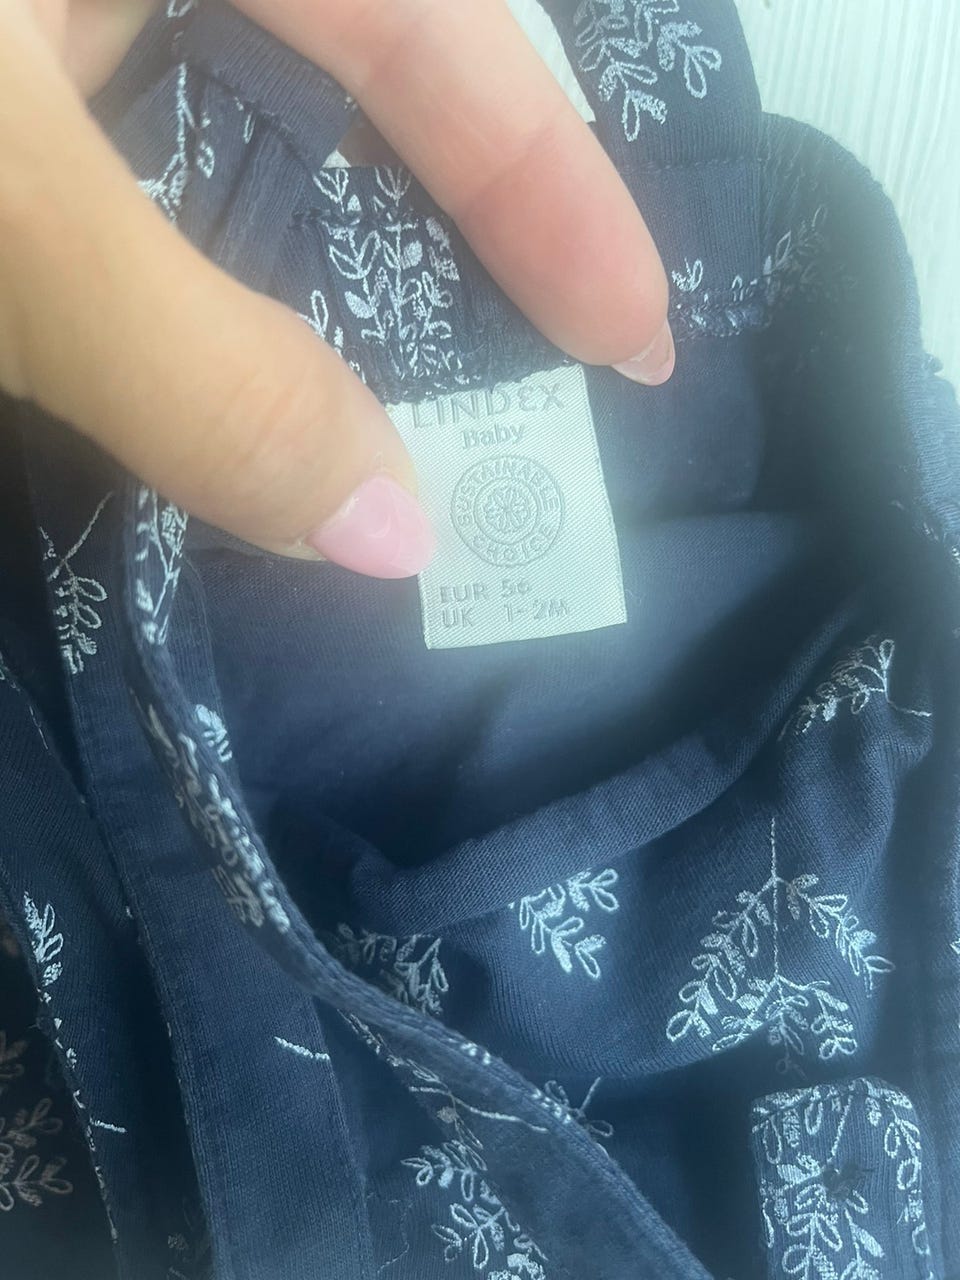 LINDEX
Baby
SUSTAINABLE
CHOICE
EUR 56
UK 1-2M